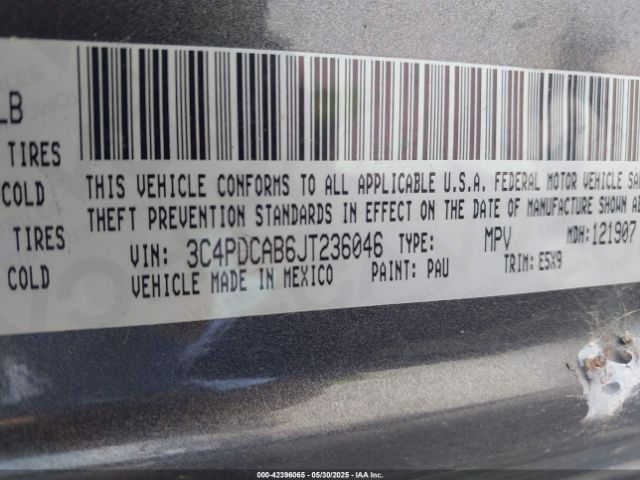 LB
TIRES
COLD
TIRES
COLD
THIS VEHICLE CONFORMS TO ALL APPLICABLE U.S.A. FEDERAL MOTOR VEHICLE SA
THEFT PREVENTION STANDARDS IN EFFECT ON THE DATE OF MANUFACTURE SHOWN AB
VIN: 3C4PDCAB6JT236046 TYPE: MPV MDH: 121907
VEHICLE MADE IN MEXICO PAINT: PAU TRIM: E5X9
000-42396065 — 05/30/2025 — IAA Inc.